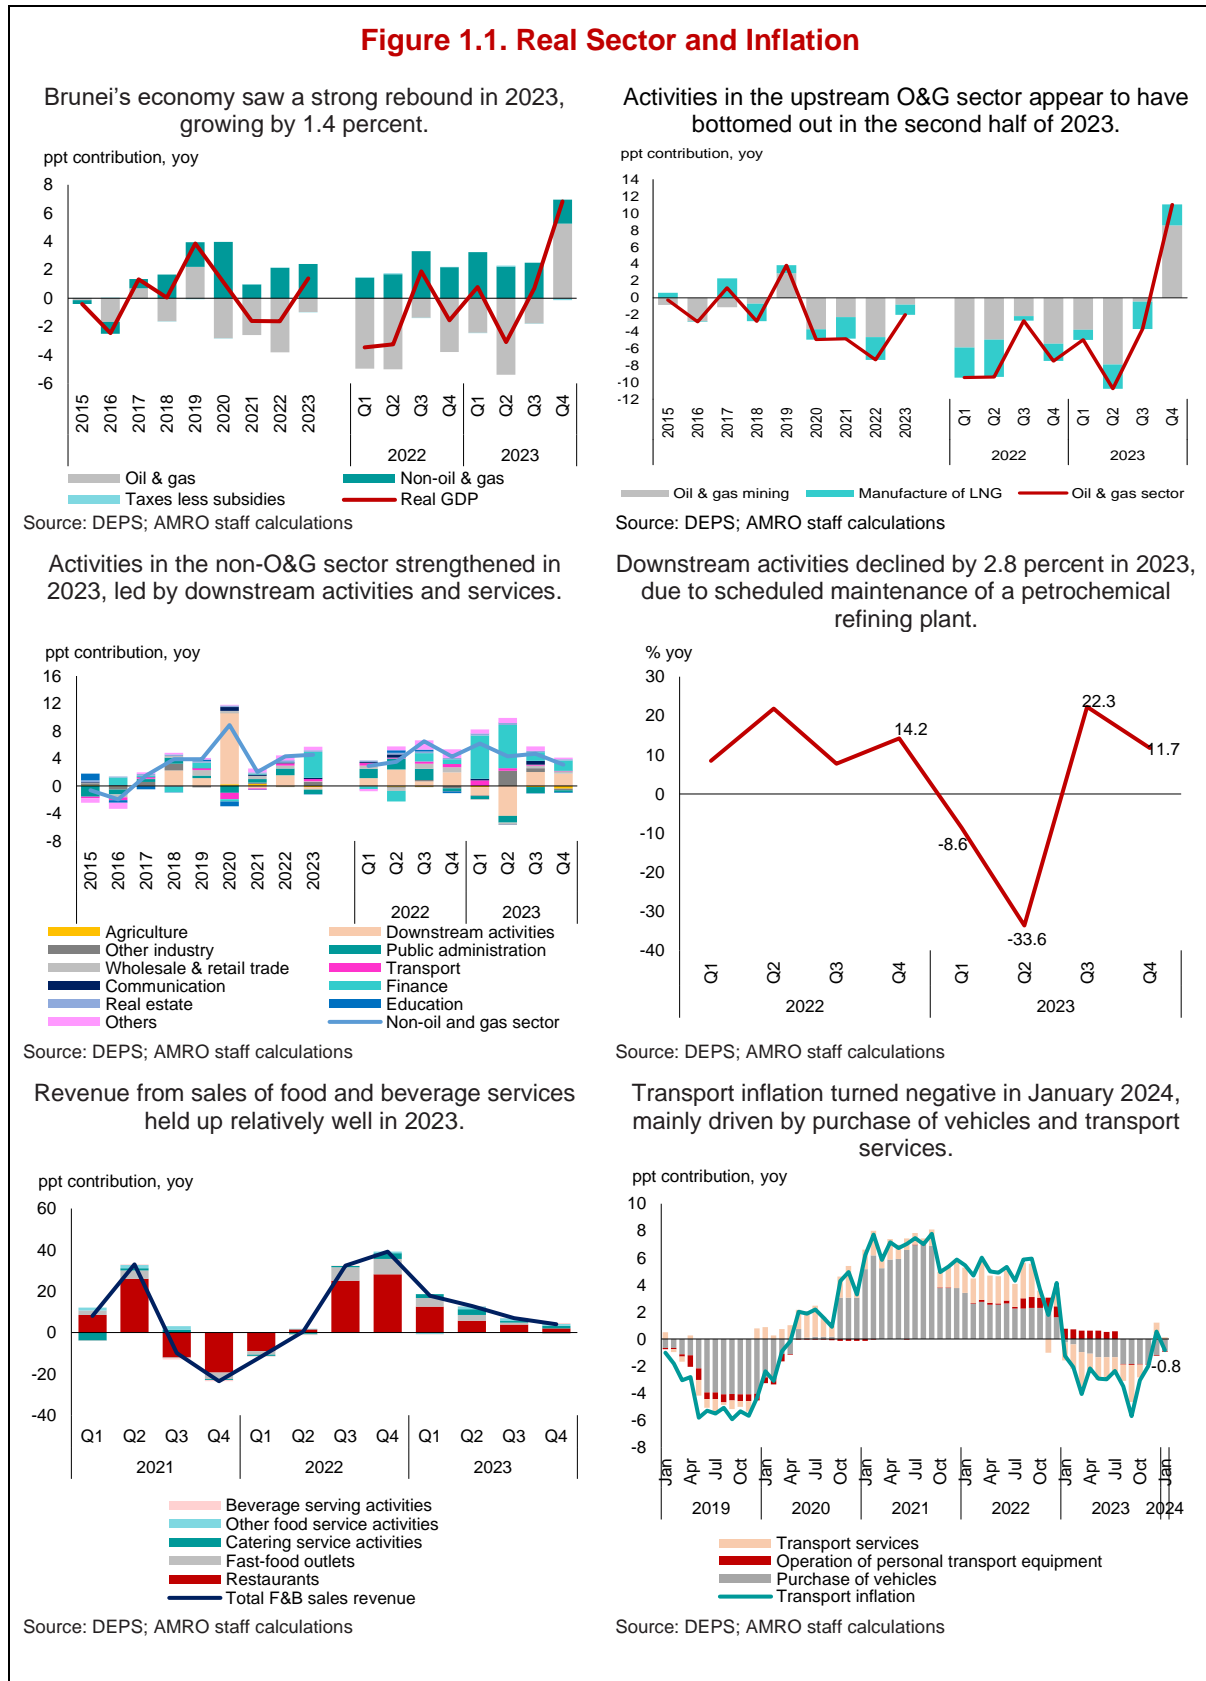 Figure 1.1. Real Sector and Inflation
Brunei's economy saw a strong rebound in 2023,
growing by 1.4 percent.
ppt contribution, yoy
8
6
4
2
0
-2
-4
-6
2015
2016
2017
2018
2019
2020
2021
2022
2023
Q1
Q2
Q3
Q4
Q1
Q2
Q3
Q4
2022
2023
Oil & gas
Non-oil & gas
Taxes less subsidies
Real GDP
Source: DEPS; AMRO staff calculations
Activities in the upstream O&G sector appear to have
bottomed out in the second half of 2023.
ppt contribution, yoy
14
12
10
8
6
4
2
0
-2
-4
-6
-8
-10
-12
2015
2016
2017
2018
2019
2020
2021
2022
2023
Q1
Q2
Q3
Q4
Q1
Q2
Q3
Q4
2022
2023
Oil & gas mining
Manufacture of LNG
Oil & gas sector
Source: DEPS; AMRO staff calculations
Activities in the non-O&G sector strengthened in
2023, led by downstream activities and services.
ppt contribution, yoy
16
12
8
4
0
-4
-8
2015
2016
2017
2018
2019
2020
2021
2022
2023
Q1
Q2
Q3
Q4
Q1
Q2
Q3
Q4
2022
2023
Agriculture
Downstream activities
Other industry
Public administration
Wholesale & retail trade
Transport
Communication
Finance
Real estate
Education
Others
Non-oil and gas sector
Source: DEPS; AMRO staff calculations
Downstream activities declined by 2.8 percent in 2023,
due to scheduled maintenance of a petrochemical
refining plant.
% yoy
30
20
10
0
-10
-20
-30
-40
14.2
-8.6
-33.6
22.3
11.7
Q1
Q2
Q3
Q4
Q1
Q2
Q3
Q4
2022
2023
Source: DEPS; AMRO staff calculations
Revenue from sales of food and beverage services
held up relatively well in 2023.
ppt contribution, yoy
60
40
20
0
-20
-40
Q1
Q2
Q3
Q4
Q1
Q2
Q3
Q4
Q1
Q2
Q3
Q4
2021
2022
2023
Beverage serving activities
Other food service activities
Catering service activities
Fast-food outlets
Restaurants
Total F&B sales revenue
Source: DEPS; AMRO staff calculations
Transport inflation turned negative in January 2024,
mainly driven by purchase of vehicles and transport
services.
ppt contribution, yoy
10
8
6
4
2
0
-2
-4
-6
-8
-0.8
Jan
Apr
Jul
Oct
Jan
Apr
Jul
Oct
Jan
Apr
Jul
Oct
Jan
Apr
Jul
Oct
Jan
Apr
Jul
Oct
Jan
2019
2020
2021
2022
2023
2024
Transport services
Operation of personal transport equipment
Purchase of vehicles
Transport inflation
Source: DEPS; AMRO staff calculations